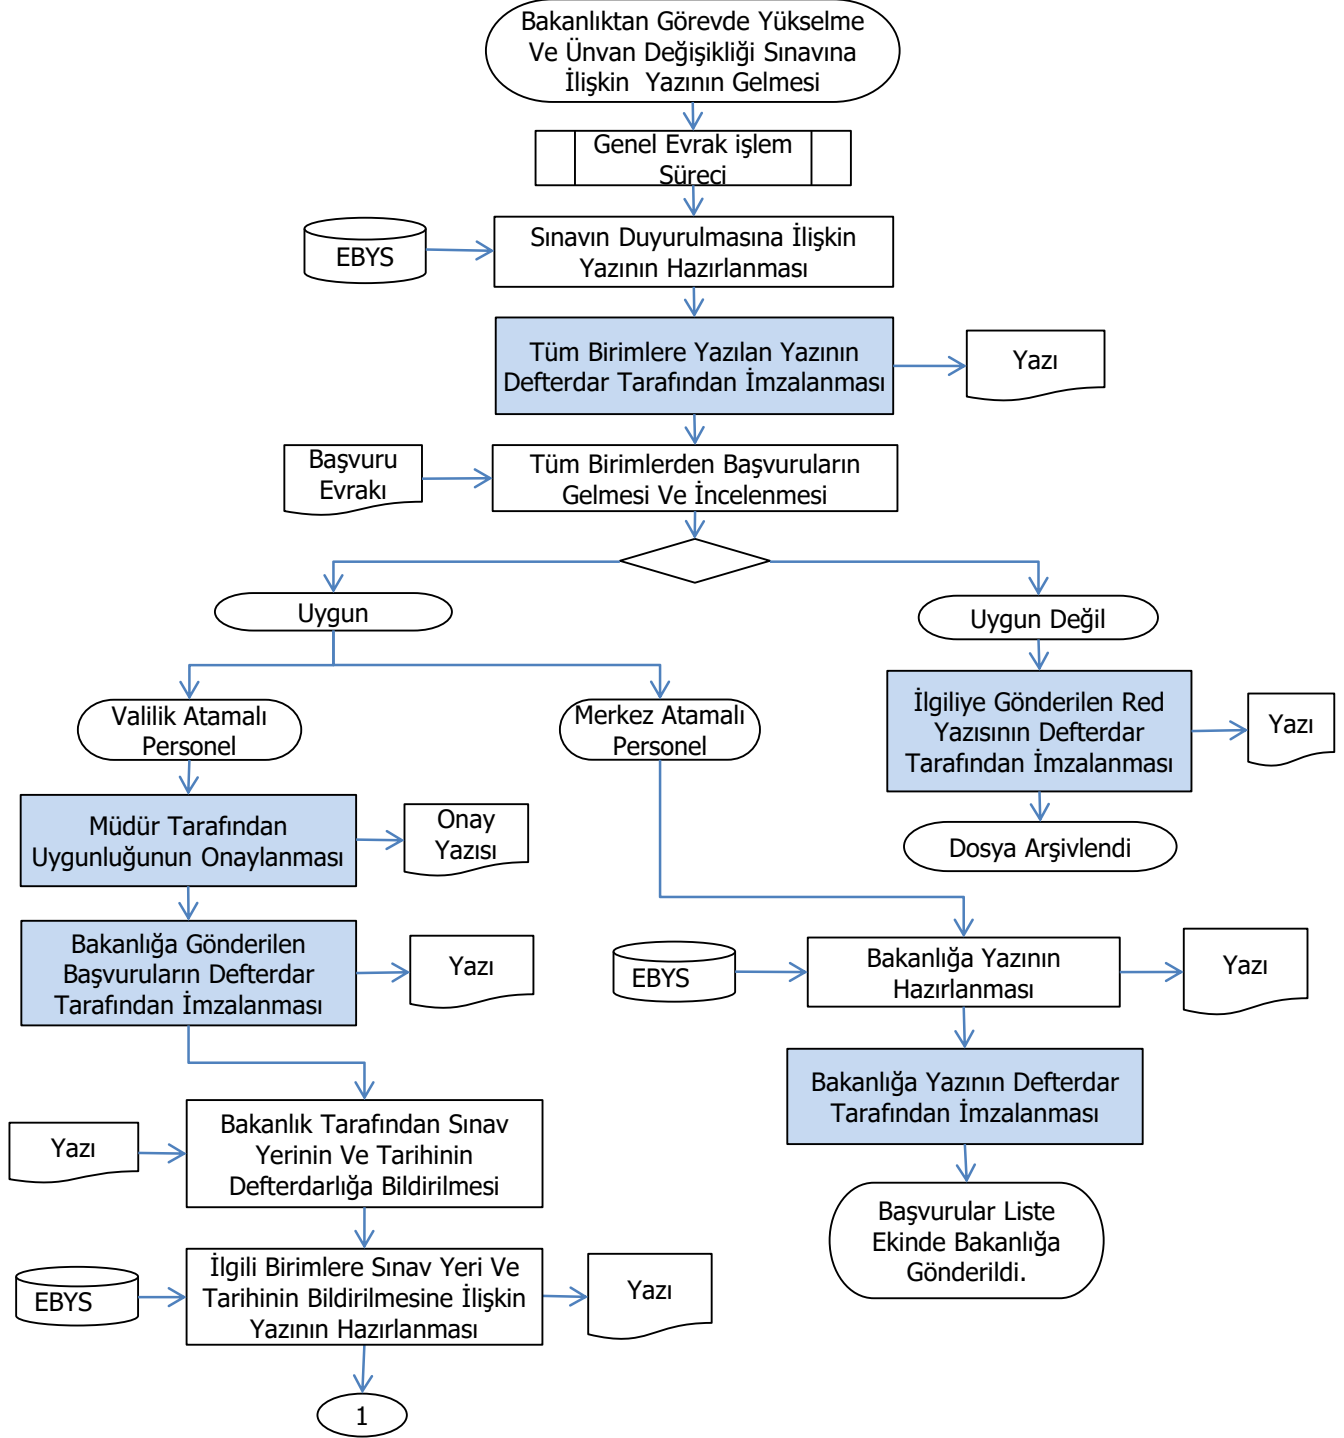 Bakanlıktan Görevde Yükselme
Ve Ünvan Değişikliği Sınavına
İlişkin Yazının Gelmesi
Genel Evrak işlem
Süreci
EBYS
Sınavın Duyurulmasına İlişkin
Yazının Hazırlanması
Tüm Birimlere Yazılan Yazının
Defterdar Tarafından İmzalanması
Yazı
Başvuru
Evrakı
Tüm Birimlerden Başvuruların
Gelmesi Ve İncelenmesi
Uygun
Uygun Değil
Valilik Atamalı
Personel
Merkez Atamalı
Personel
İlgiliye Gönderilen Red
Yazısının Defterdar
Tarafından İmzalanması
Yazı
Müdür Tarafından
Uygunluğunun Onaylanması
Onay
Yazısı
Dosya Arşivlendi
Bakanlığa Gönderilen
Başvuruların Defterdar
Tarafından İmzalanması
Yazı
EBYS
Bakanlığa Yazının
Hazırlanması
Yazı
Bakanlığa Yazının Defterdar
Tarafından İmzalanması
Yazı
Bakanlık Tarafından Sınav
Yerinin Ve Tarihinin
Defterdarlığa Bildirilmesi
Başvurular Liste
Ekinde Bakanlığa
Gönderildi.
EBYS
İlgili Birimlere Sınav Yeri Ve
Tarihinin Bildirilmesine İlişkin
Yazının Hazırlanması
Yazı
1